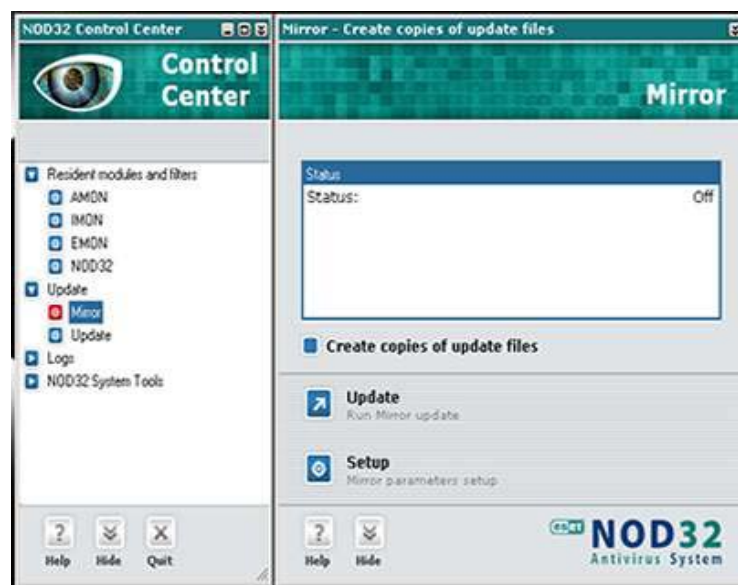 NOD32 Control Center
Control
Center
Resident modules and filters
AMON
IMON
EMON
NOD32
Update
Mirror
Update
Logs
NOD32 System Tools
? Help
Hide
X Quit
Mirror - Create copies of update files
Mirror
Status
Status: Off
Create copies of update files
Update
Run Mirror update
Setup
Mirror parameters setup
? Help
Hide
eset NOD32
Antivirus System